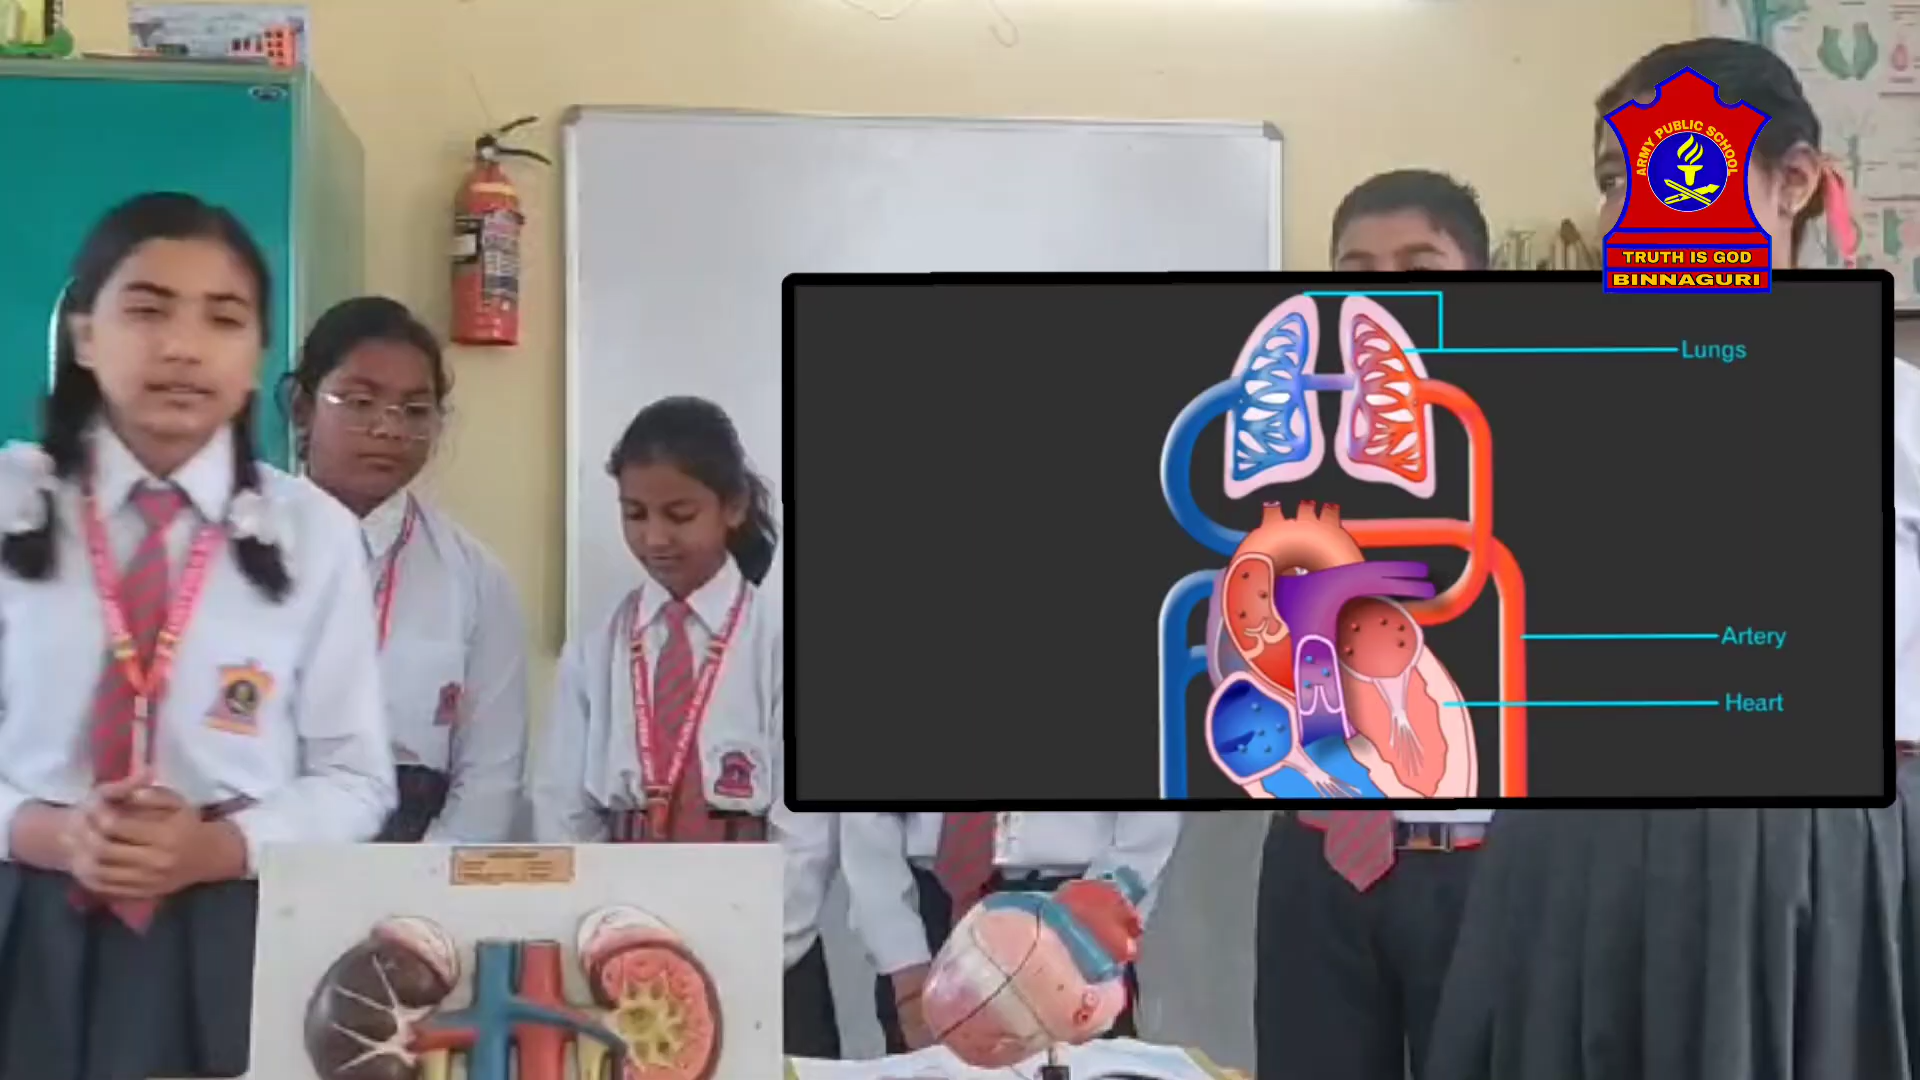 ARMY PUBLIC SCHOOL
TRUTH IS GOD
BINNAGURI
Lungs
Artery
Heart